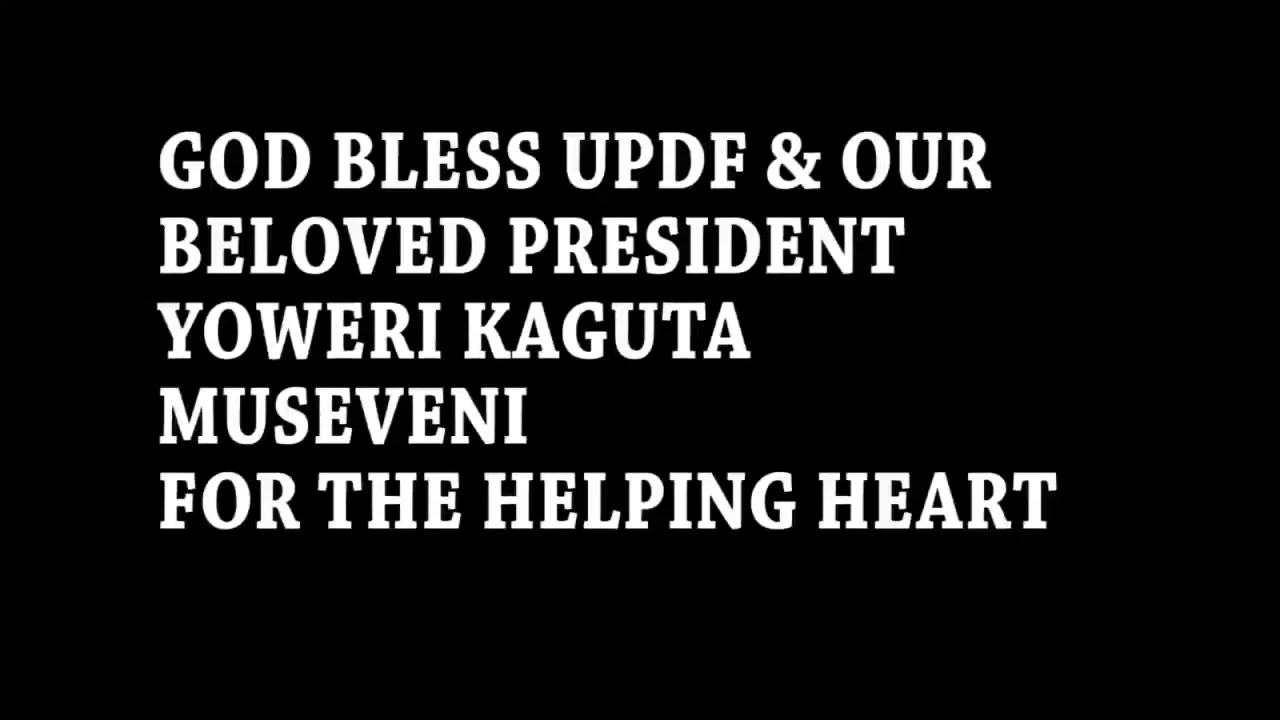 GOD BLESS UPDF & OUR
BELOVED PRESIDENT
YOWERI KAGUTA
MUSEVENI
FOR THE HELPING HEART